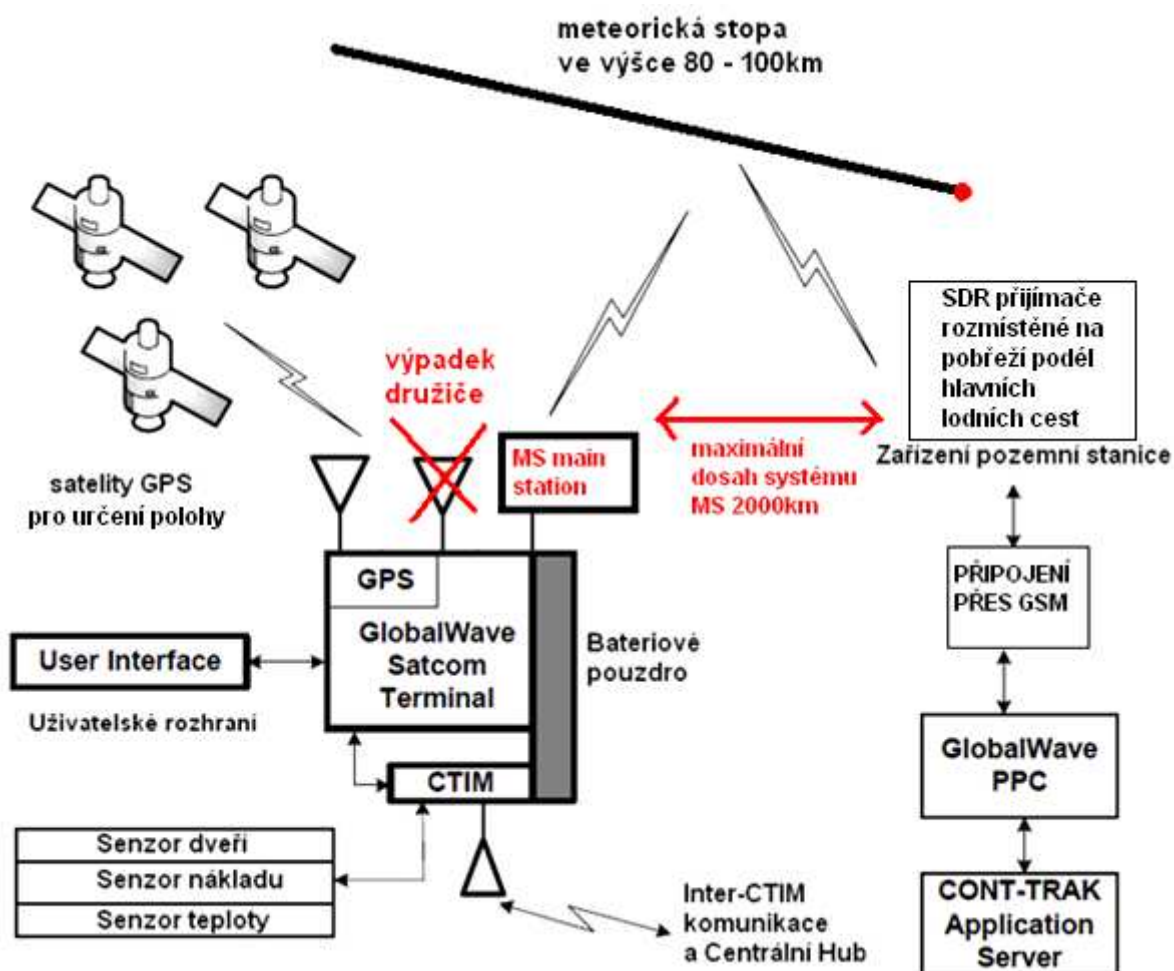 meteorická stopa
ve výšce 80 - 100km
výpadek
družiče
SDR přijímače
rozmístěné na
pobřeží poděl
hlavních
lodních cest
Zařízení pozemní stanice
MS main
station
maximální
dosah systému
MS 2000km
satelity GPS
pro určení polohy
GPS
GlobalWave
Satcom
Terminal
Bateriové
pouzdro
PŘIPOJENÍ
PŘES GSM
User Interface
Uživatelské rozhraní
CTIM
GlobalWave
PPC
Senzor dveří
Senzor nákladu
Senzor teploty
Inter-CTIM
komunikace
a Centrální Hub
CONT-TRAK
Application
Server